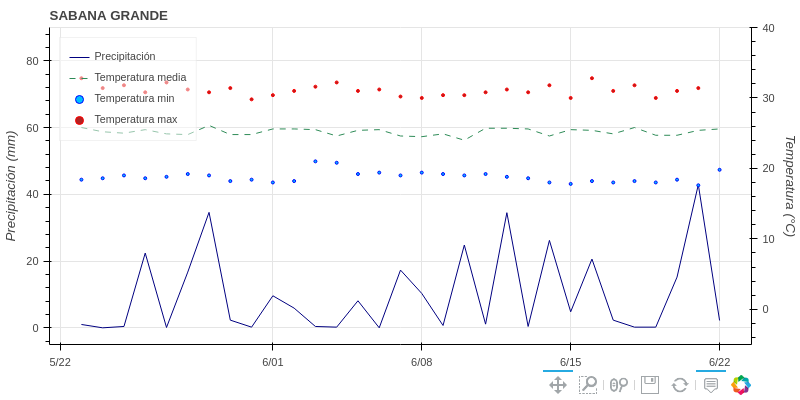 SABANA GRANDE
Precipitación
Temperatura media
Temperatura min
Temperatura max
Precipitación (mm)
80
60
40
20
0
Temperatura (°C)
40
30
20
10
0
5/22
6/01
6/08
6/15
6/22